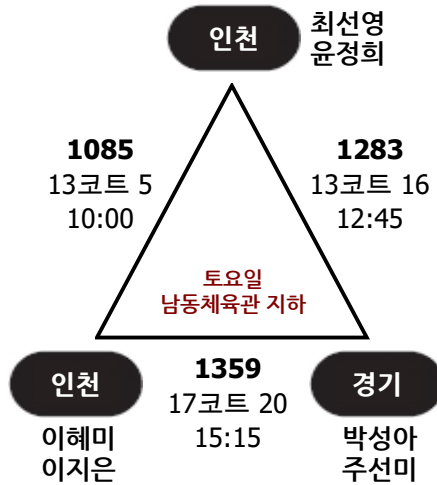 인천
최선영
윤정희
1085
13코트 5
10:00
1283
13코트 16
12:45
토요일
남동체육관 지하
인천
이혜미
이지은
1359
17코트 20
15:15
경기
박성아
주선미